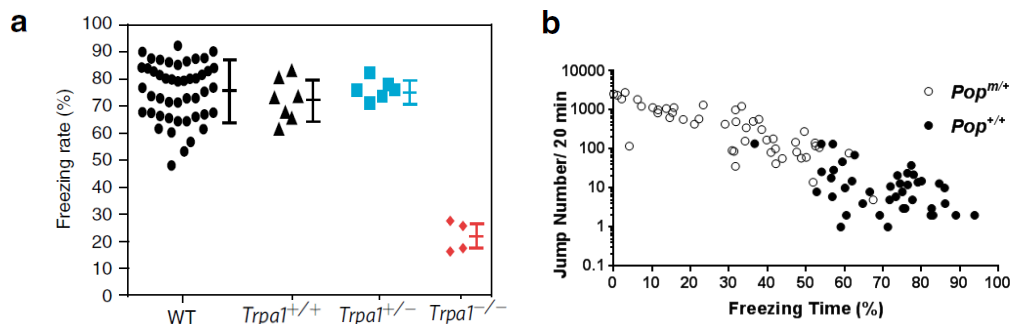 a
100
90
80
70
60
50
40
30
20
10
0
Freezing rate (%)
WT
Trpa1+/+
Trpa1+/−
Trpa1−/−
b
10000
1000
100
10
1
0.1
Jump Number/ 20 min
Pop^m/+
Pop^+/+
0 10 20 30 40 50 60 70 80 90 100
Freezing Time (%)